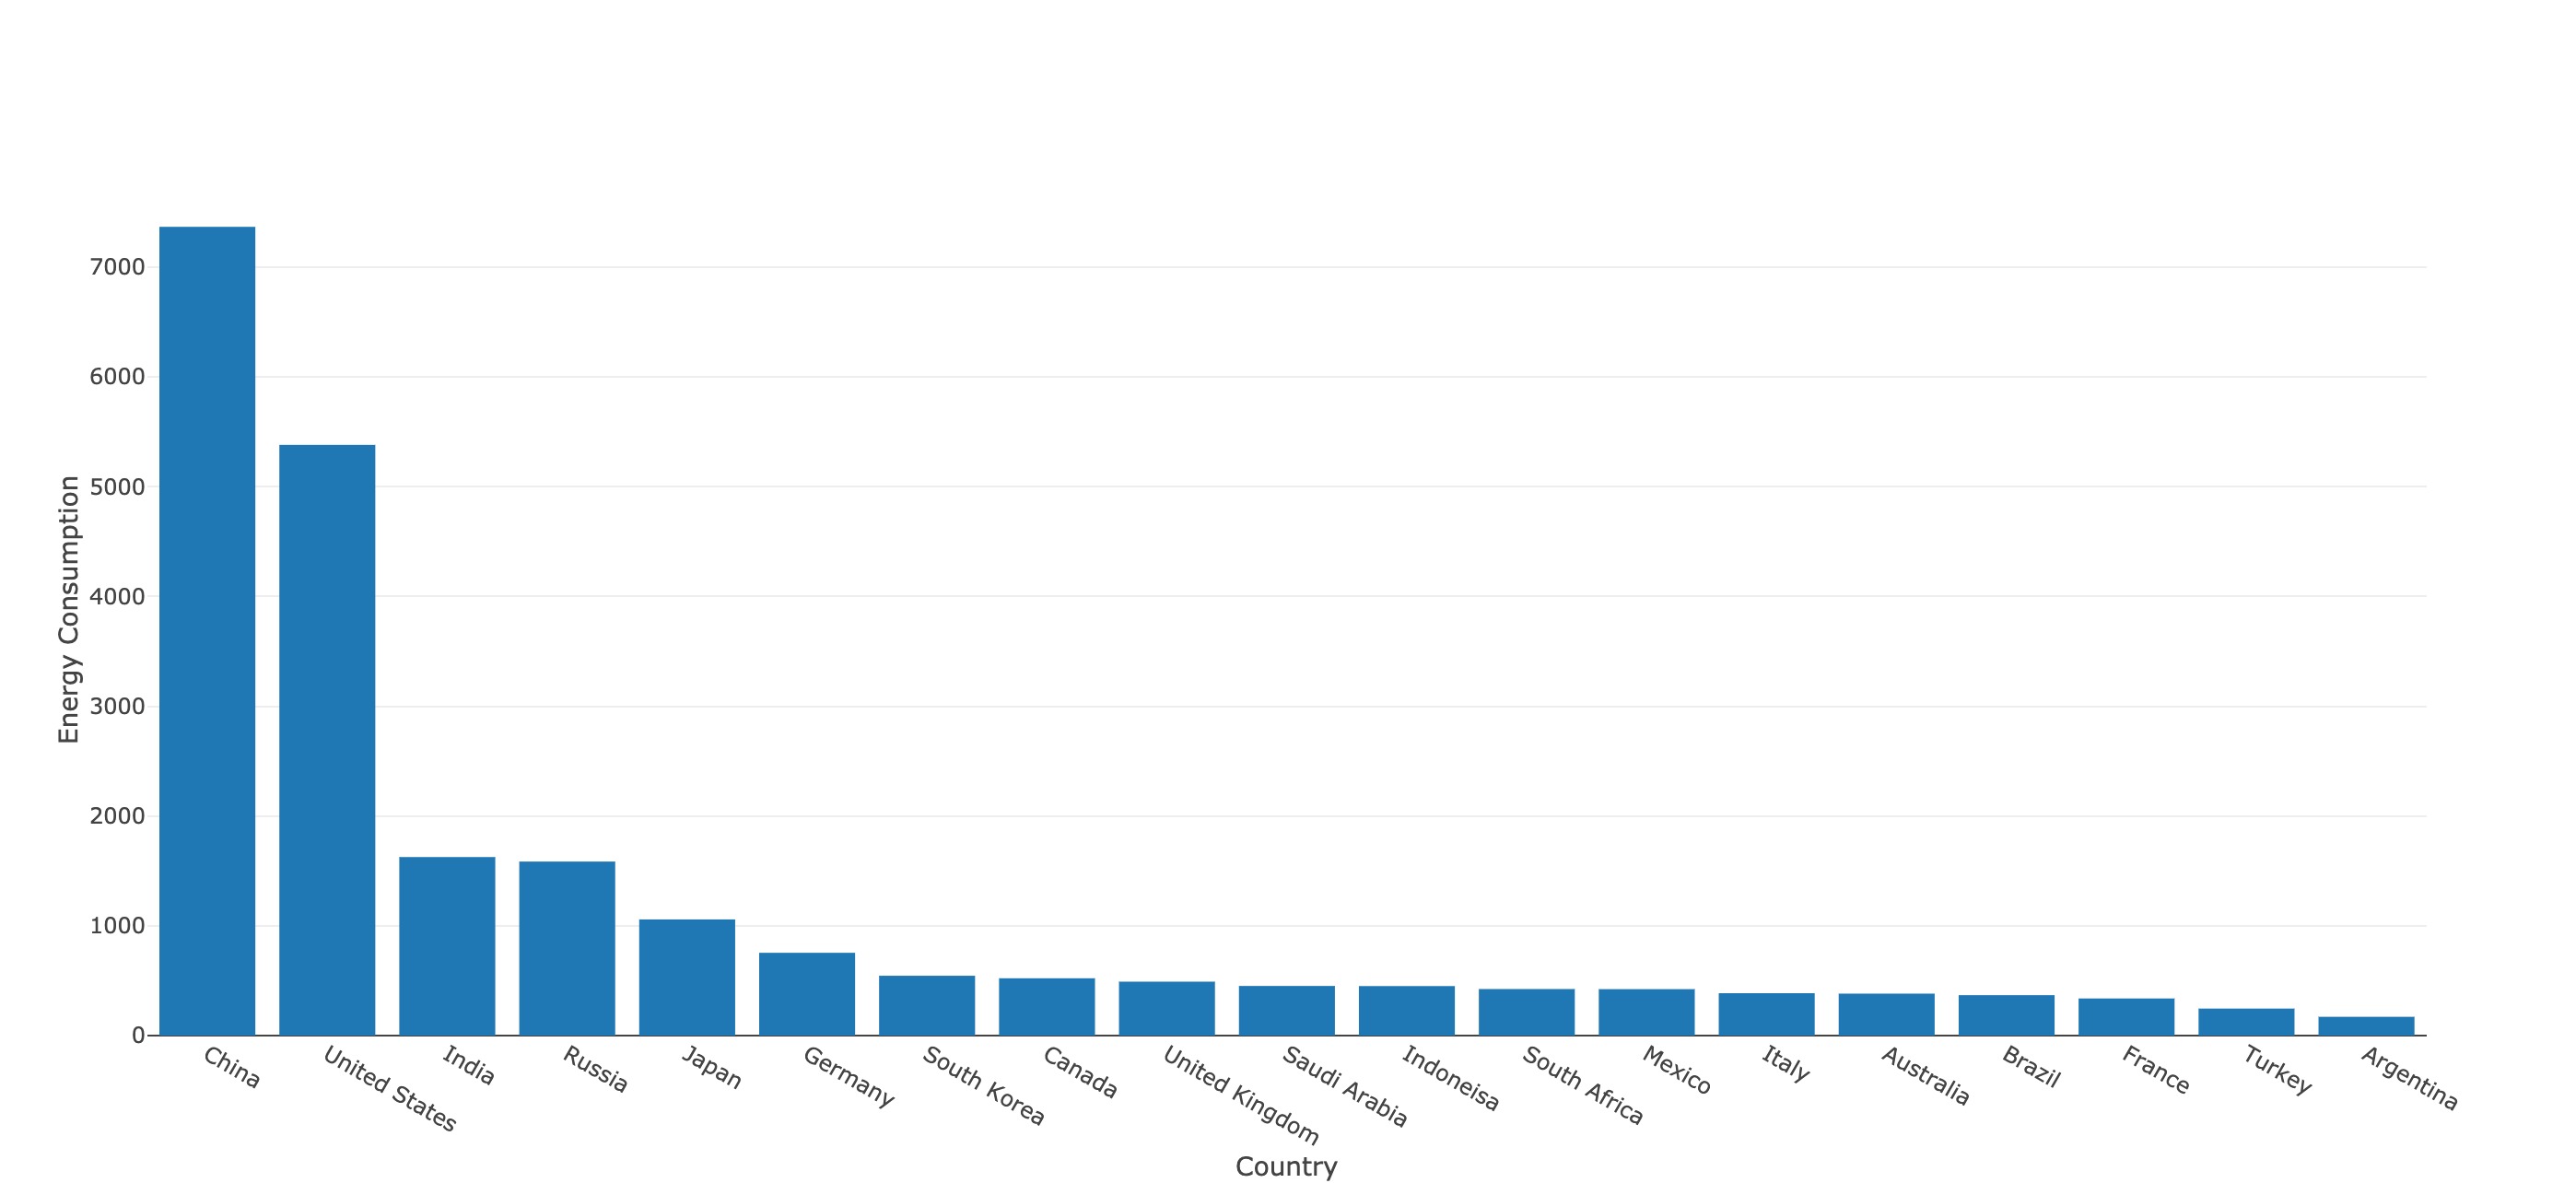 7000
6000
5000
4000
3000
2000
1000
0
Energy Consumption
China
United States
India
Russia
Japan
Germany
South Korea
Canada
United Kingdom
Saudi Arabia
Indoneisa
South Africa
Mexico
Italy
Australia
Brazil
France
Turkey
Argentina
Country